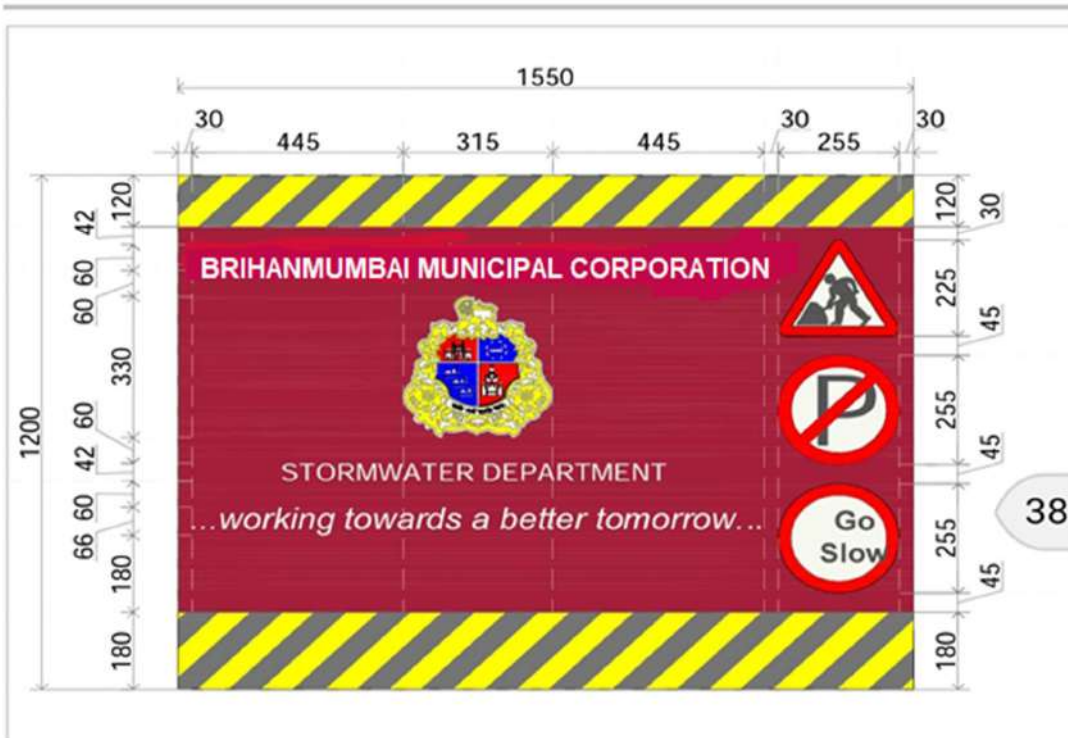 1550
30 30 30
445 315 445 255
1200
120
42
60
60
330
60
42
60
66
180
180
BRIHANMUMBAI MUNICIPAL CORPORATION
STORMWATER DEPARTMENT
...working towards a better tomorrow...
P
Go
Slow
120
30
225
45
255
45
255
45
180
38